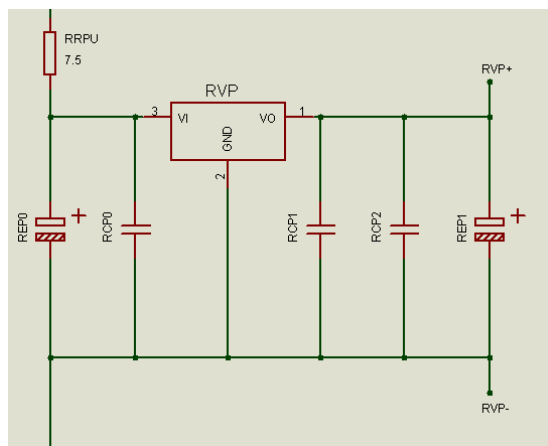 RRPU
7.5
RVP+
RVP
3
VI
VO
1
GND
2
REP0
+
RCP0
RCP1
RCP2
REP1
+
RVP-